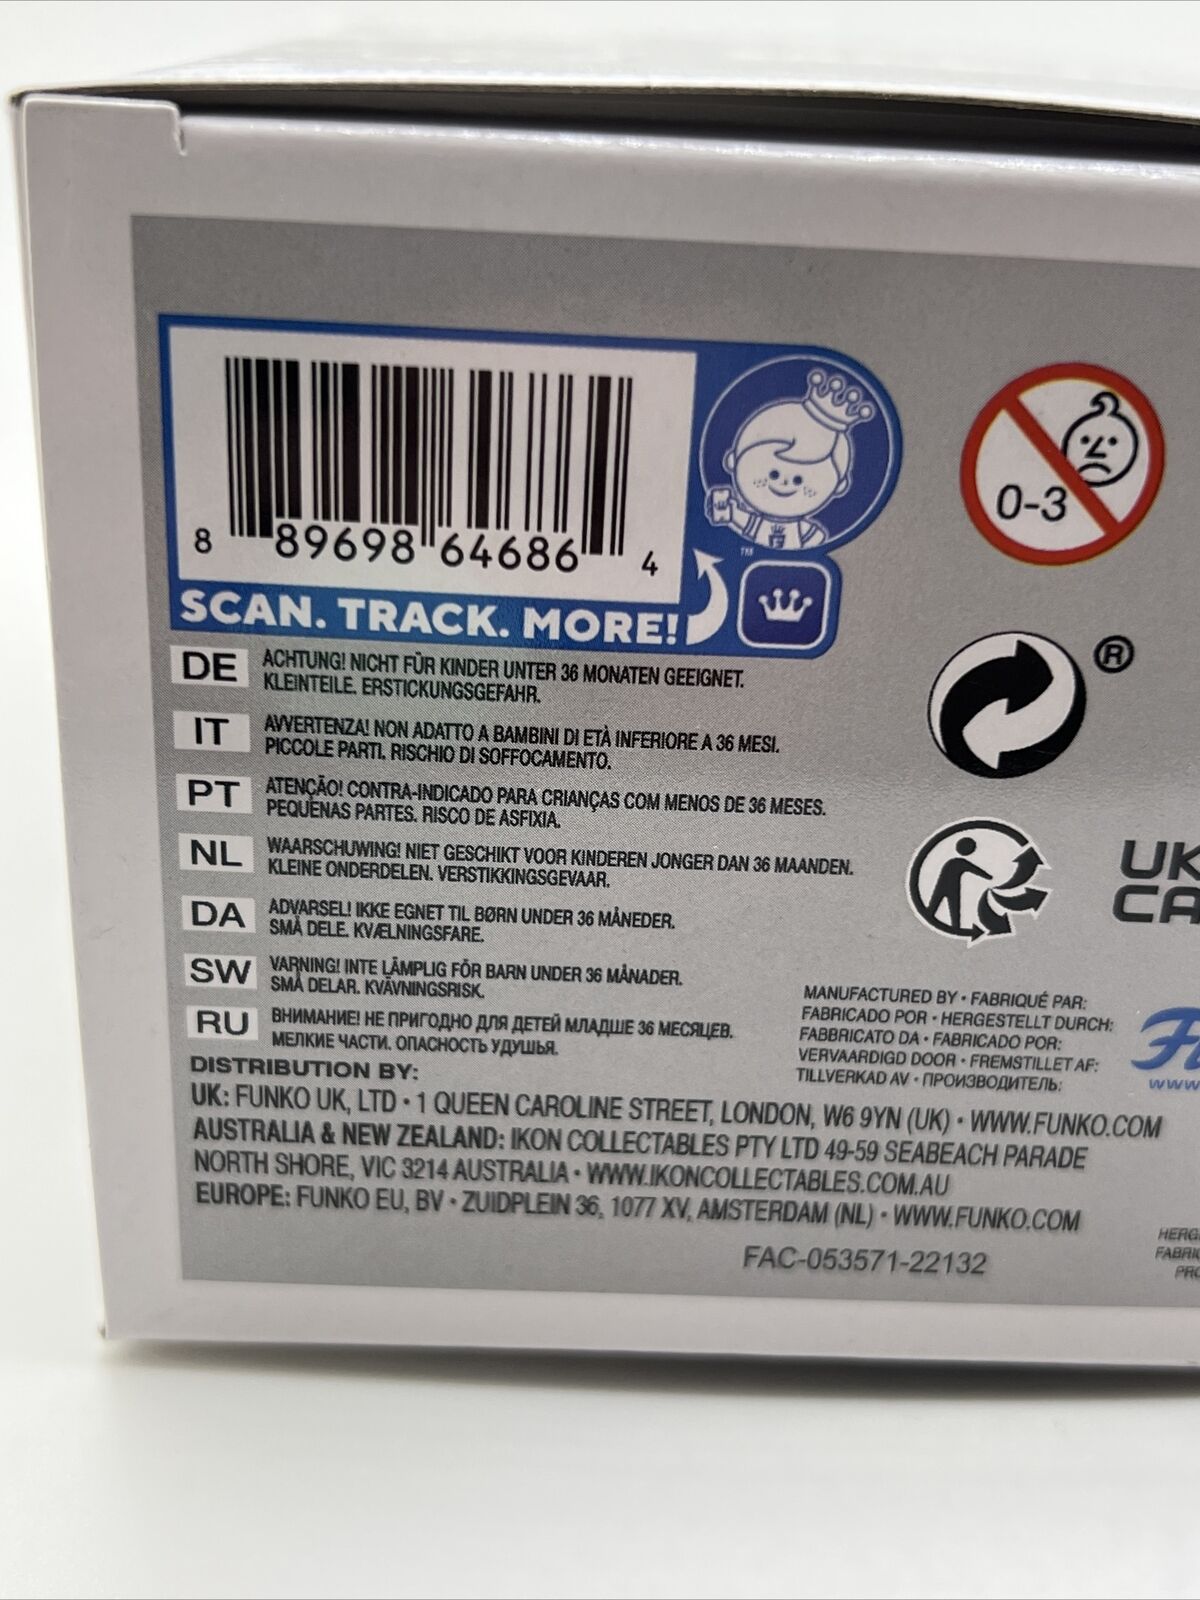 8 89698 64686 4
SCAN. TRACK. MORE!
™
0-3
®
DE ACHTUNG! NICHT FÜR KINDER UNTER 36 MONATEN GEEIGNET.
KLEINTEILE. ERSTICKUNGSGEFAHR.
IT AVVERTENZA! NON ADATTO A BAMBINI DI ETÀ INFERIORE A 36 MESI.
PICCOLE PARTI. RISCHIO DI SOFFOCAMENTO.
PT ATENÇÃO! CONTRA-INDICADO PARA CRIANÇAS COM MENOS DE 36 MESES.
PEQUENAS PARTES. RISCO DE ASFIXIA.
NL WAARSCHUWING! NIET GESCHIKT VOOR KINDEREN JONGER DAN 36 MAANDEN.
KLEINE ONDERDELEN. VERSTIKKINGSGEVAAR.
DA ADVARSEL! IKKE EGNET TIL BØRN UNDER 36 MÅNEDER.
SMÅ DELE. KVÆLNINGSFARE.
SW VARNING! INTE LÄMPLIG FÖR BARN UNDER 36 MÅNADER.
SMÅ DELAR. KVÄVNINGSRISK.
RU ВНИМАНИЕ! НЕ ПРИГОДНО ДЛЯ ДЕТЕЙ МЛАДШЕ 36 МЕСЯЦЕВ.
МЕЛКИЕ ЧАСТИ. ОПАСНОСТЬ УДУШЬЯ.
UK
CA
MANUFACTURED BY • FABRIQUÉ PAR:
FABRICADO POR • HERGESTELLT DURCH:
FABBRICATO DA • FABRICADO POR:
VERVAARDIGD DOOR • FREMSTILLET AF:
TILLVERKAD AV • ПРОИЗВОДИТЕЛЬ:
www
DISTRIBUTION BY:
UK: FUNKO UK, LTD • 1 QUEEN CAROLINE STREET, LONDON, W6 9YN (UK) • WWW.FUNKO.COM
AUSTRALIA & NEW ZEALAND: IKON COLLECTABLES PTY LTD 49-59 SEABEACH PARADE
NORTH SHORE, VIC 3214 AUSTRALIA • WWW.IKONCOLLECTABLES.COM.AU
EUROPE: FUNKO EU, BV • ZUIDPLEIN 36, 1077 XV, AMSTERDAM (NL) • WWW.FUNKO.COM
FAC-053571-22132